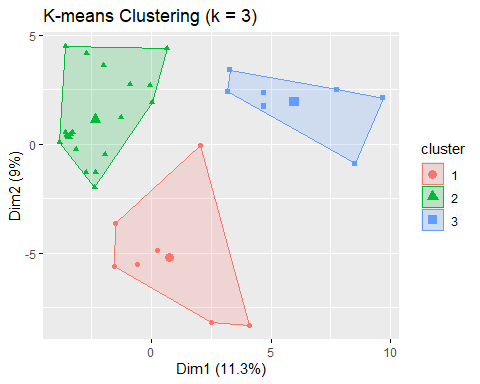 K-means Clustering (k = 3)
5
0
-5
Dim2 (9%)
0
5
10
Dim1 (11.3%)
cluster
1
2
3